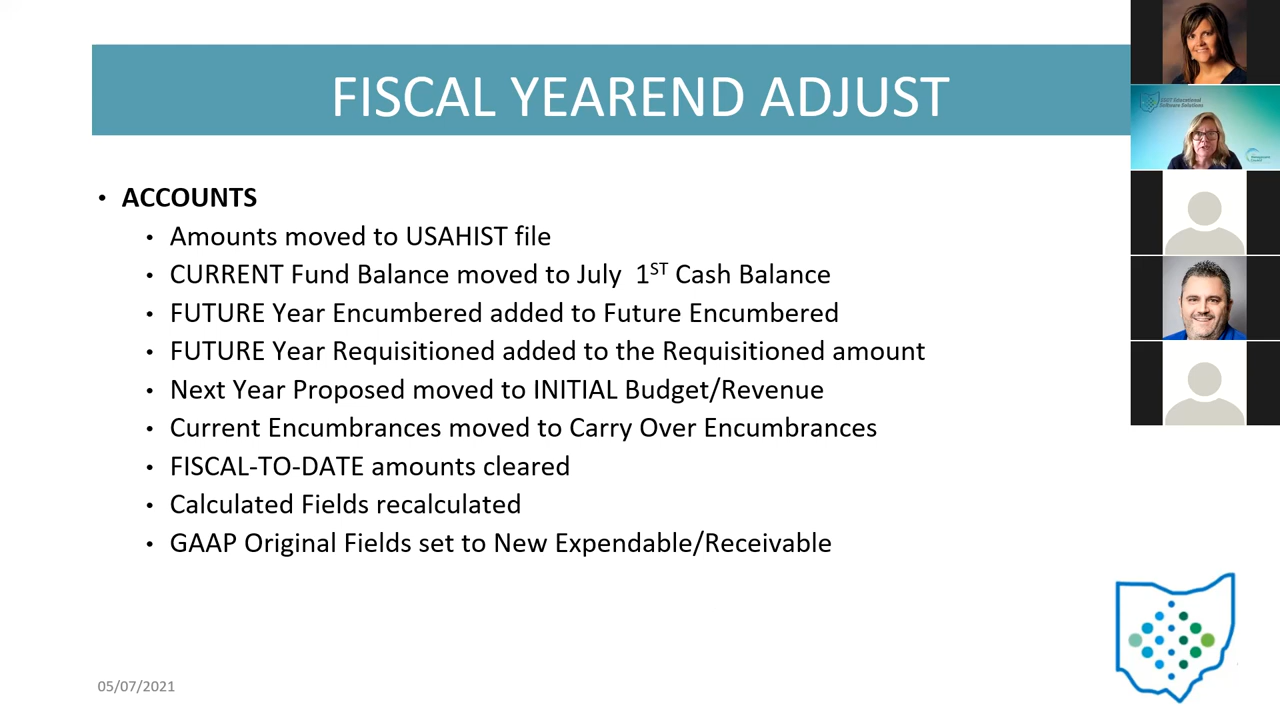 FISCAL YEAREND ADJUST
• ACCOUNTS
• Amounts moved to USAHIST file
• CURRENT Fund Balance moved to July 1ST Cash Balance
• FUTURE Year Encumbered added to Future Encumbered
• FUTURE Year Requisitioned added to the Requisitioned amount
• Next Year Proposed moved to INITIAL Budget/Revenue
• Current Encumbrances moved to Carry Over Encumbrances
• FISCAL-TO-DATE amounts cleared
• Calculated Fields recalculated
• GAAP Original Fields set to New Expendable/Receivable
05/07/2021
Educational
Software Solutions